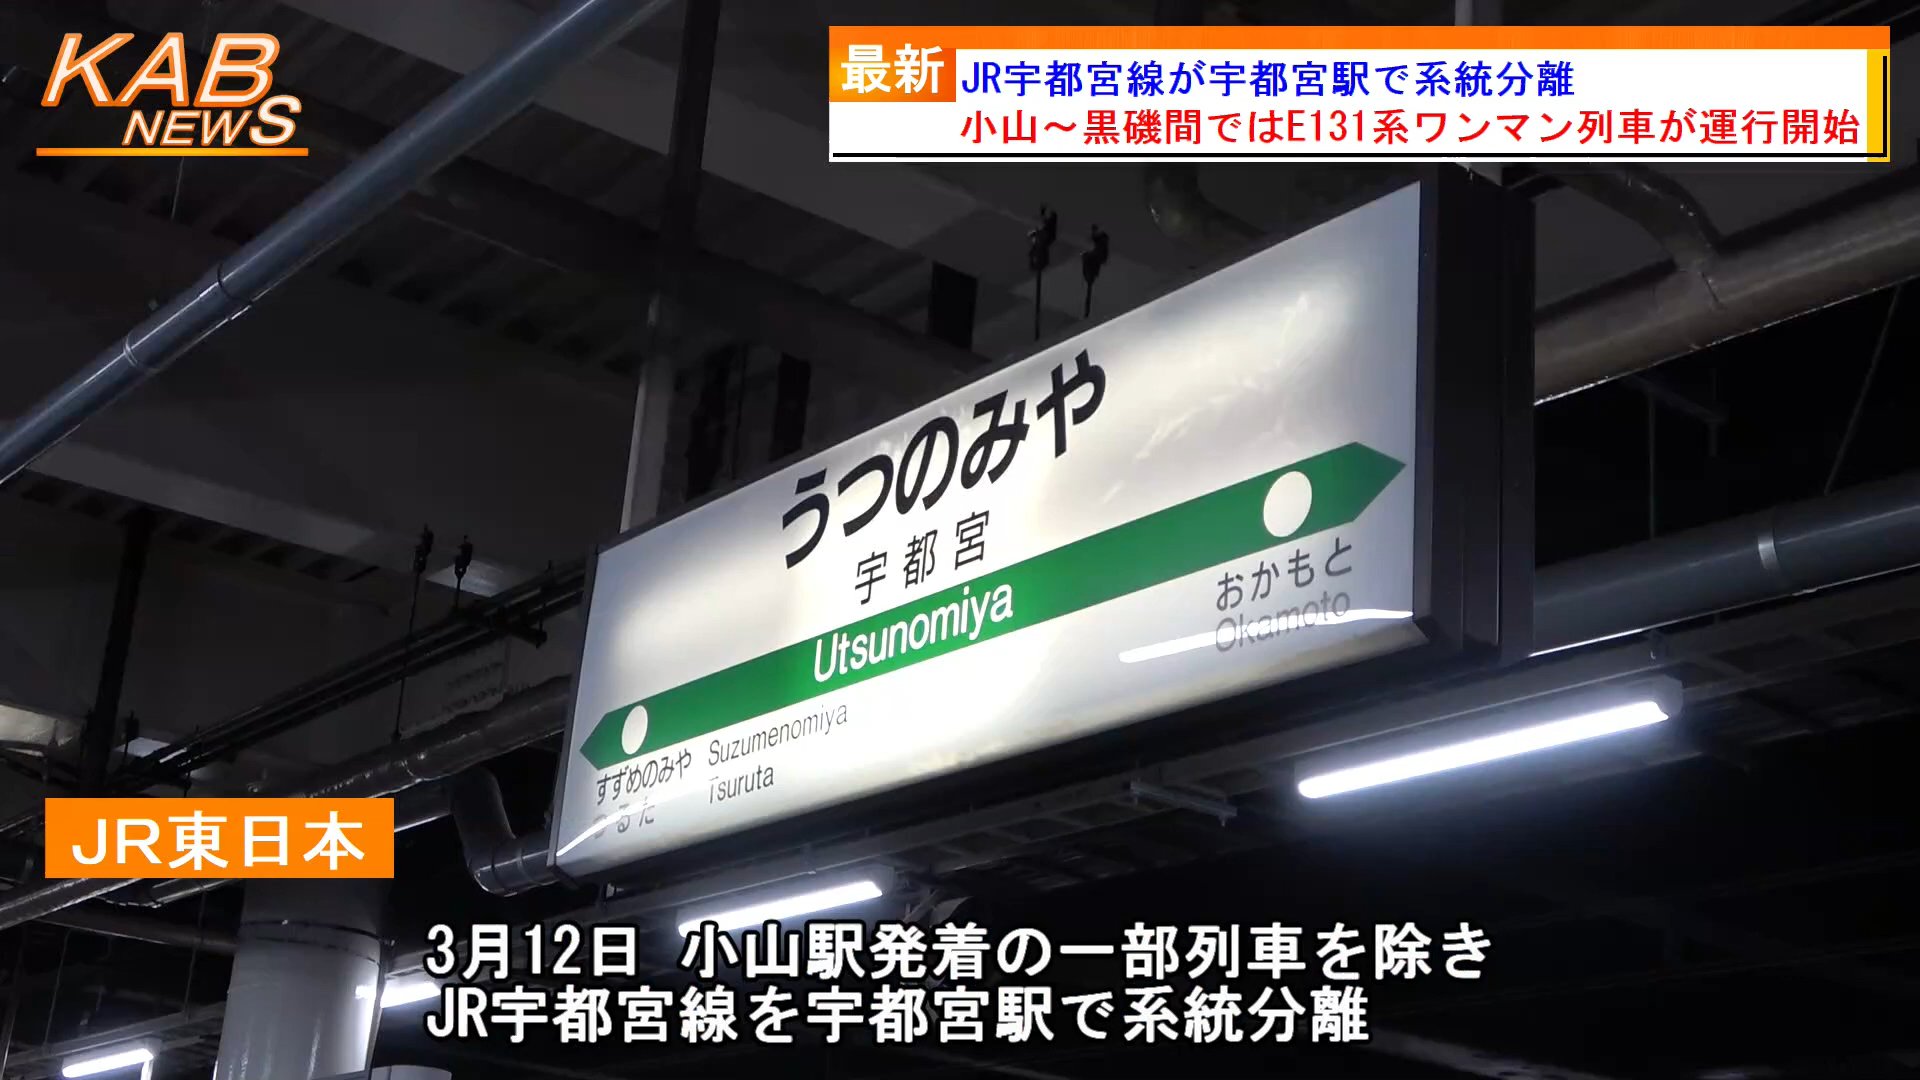 KAB
NEWS
最新
JR宇都宮線が宇都宮駅で系統分離
小山～黒磯間ではE131系ワンマン列車が運行開始
うつのみや
宇都宮
Utsunomiya
おかもと
Okamoto
すずめのみや Suzumenomiya
つるた Tsuruta
JR東日本
3月12日 小山駅発着の一部列車を除き
JR宇都宮線を宇都宮駅で系統分離